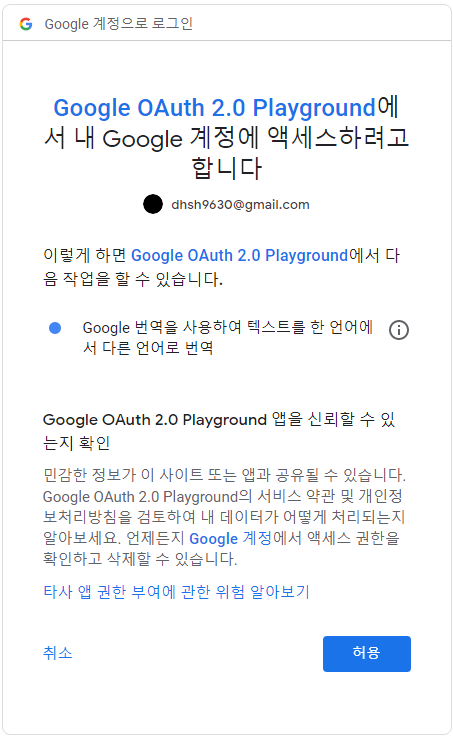 Google 계정으로 로그인
Google OAuth 2.0 Playground에
서 내 Google 계정에 액세스하려고
합니다
dhsh9630@gmail.com
이렇게 하면 Google OAuth 2.0 Playground에서 다
음 작업을 할 수 있습니다.
Google 번역을 사용하여 텍스트를 한 언어에
서 다른 언어로 번역
Google OAuth 2.0 Playground 앱을 신뢰할 수 있
는지 확인
민감한 정보가 이 사이트 또는 앱과 공유될 수 있습니다.
Google OAuth 2.0 Playground의 서비스 약관 및 개인정
보처리방침을 검토하여 내 데이터가 어떻게 처리되는지
알아보세요. 언제든지 Google 계정에서 액세스 권한을
확인하고 삭제할 수 있습니다.
타사 앱 권한 부여에 관한 위험 알아보기
취소
허용